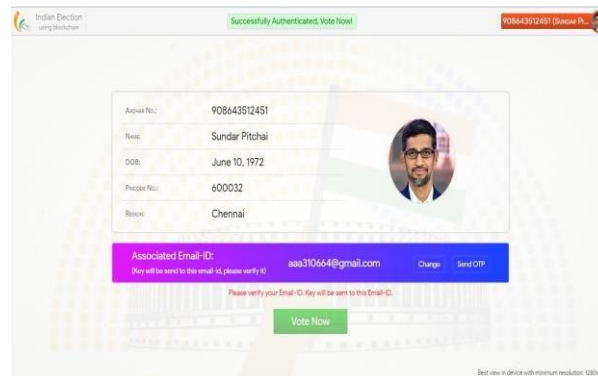 Indian Election
using blockchain
Successfully Authenticated, Vote Now!
908643512451 (Sundar Pi...
Aadhar No.: 908643512451
Name: Sundar Pitchai
DOB: June 10, 1972
Pincode No.: 600032
Region: Chennai
Associated Email-ID:
(Key will be send to this email-id, please verify it)
aaa310664@gmail.com
Change
Send OTP
Please verify your Email-ID. Key will be sent to this Email-ID.
Vote Now
Best view in device with minimum resolution: 1280